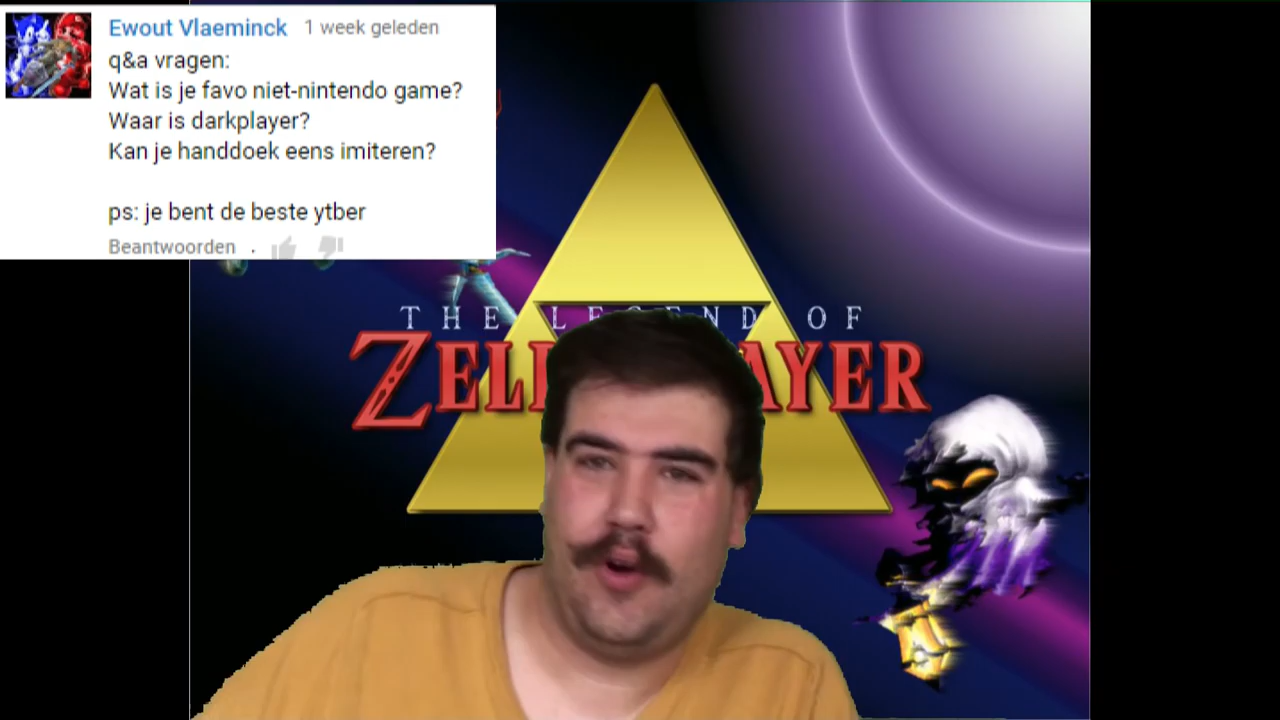 Ewout Vlaeminck 1 week geleden
q&a vragen:
Wat is je favo niet-nintendo game?
Waar is darkplayer?
Kan je handdoek eens imiteren?
ps: je bent de beste ytber
Beantwoorden .
THE LEGEND OF